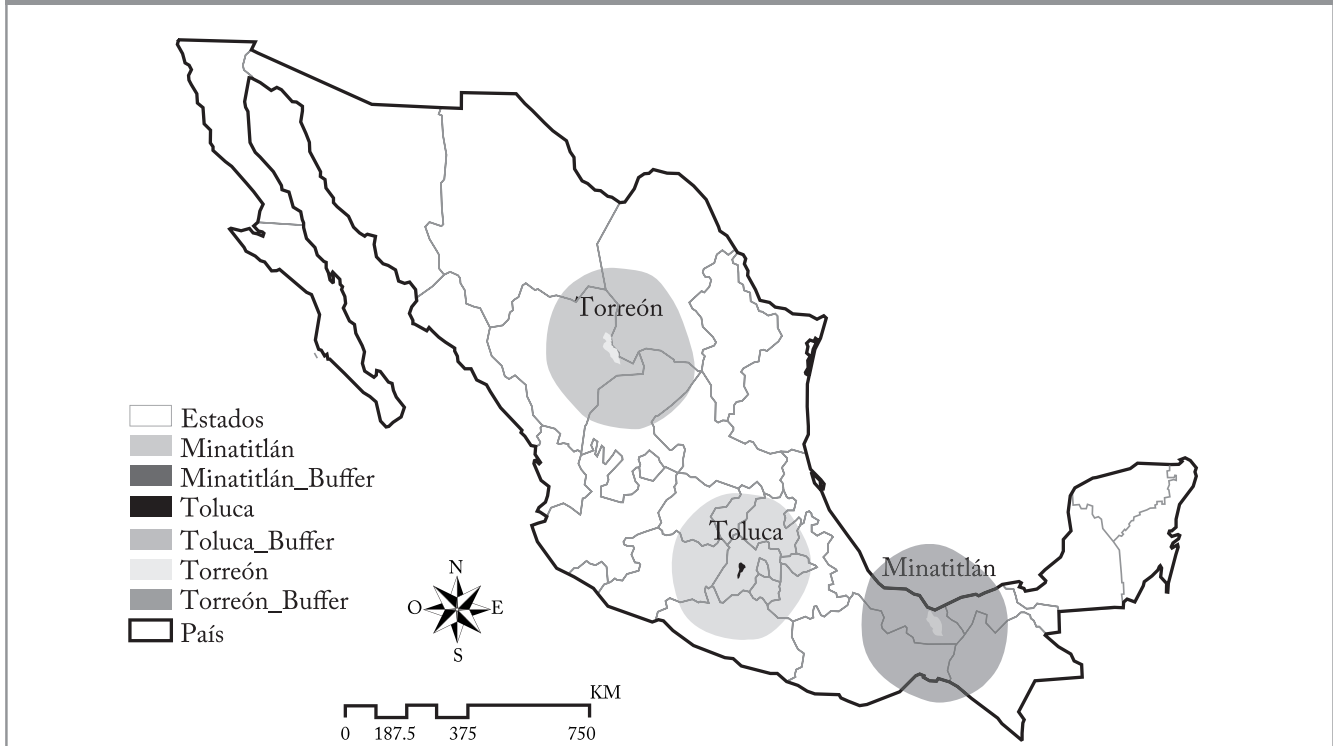 Torreón
Toluca
Minatitlán
Estados
Minatitlán
Minatitlán_Buffer
Toluca
Toluca_Buffer
Torreón
Torreón_Buffer
País
N
O E
S
KM
0 187.5 375 750